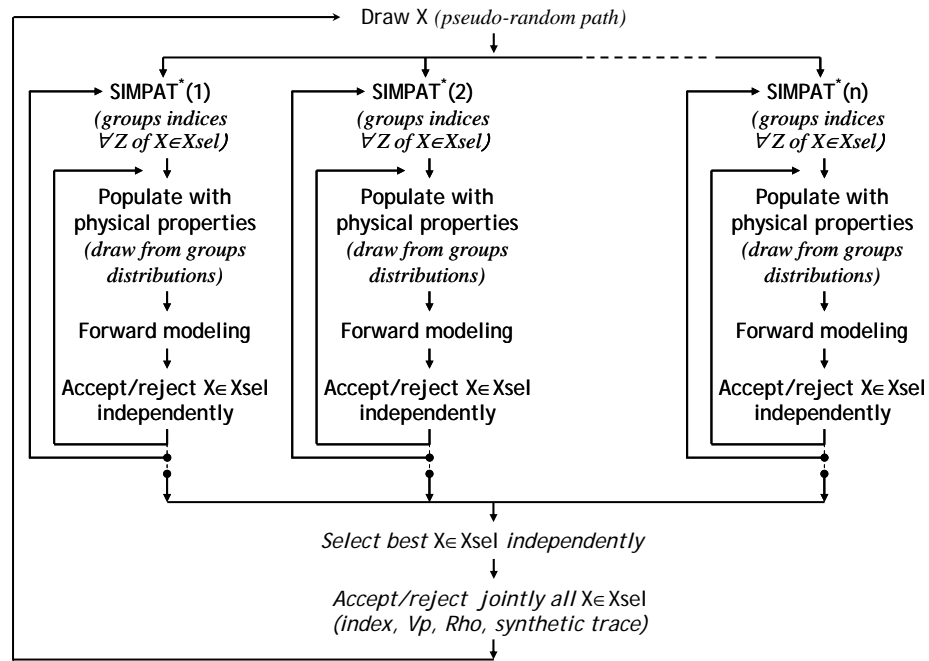 Draw X (pseudo-random path)
SIMPAT*(1)
(groups indices
∀Z of X∈Xsel)
Populate with
physical properties
(draw from groups
distributions)
Forward modeling
Accept/reject X∈Xsel
independently
SIMPAT*(2)
(groups indices
∀Z of X∈Xsel)
Populate with
physical properties
(draw from groups
distributions)
Forward modeling
Accept/reject X∈Xsel
independently
SIMPAT*(n)
(groups indices
∀Z of X∈Xsel)
Populate with
physical properties
(draw from groups
distributions)
Forward modeling
Accept/reject X∈Xsel
independently
Select best X∈Xsel independently
Accept/reject jointly all X∈Xsel
(index, Vp, Rho, synthetic trace)